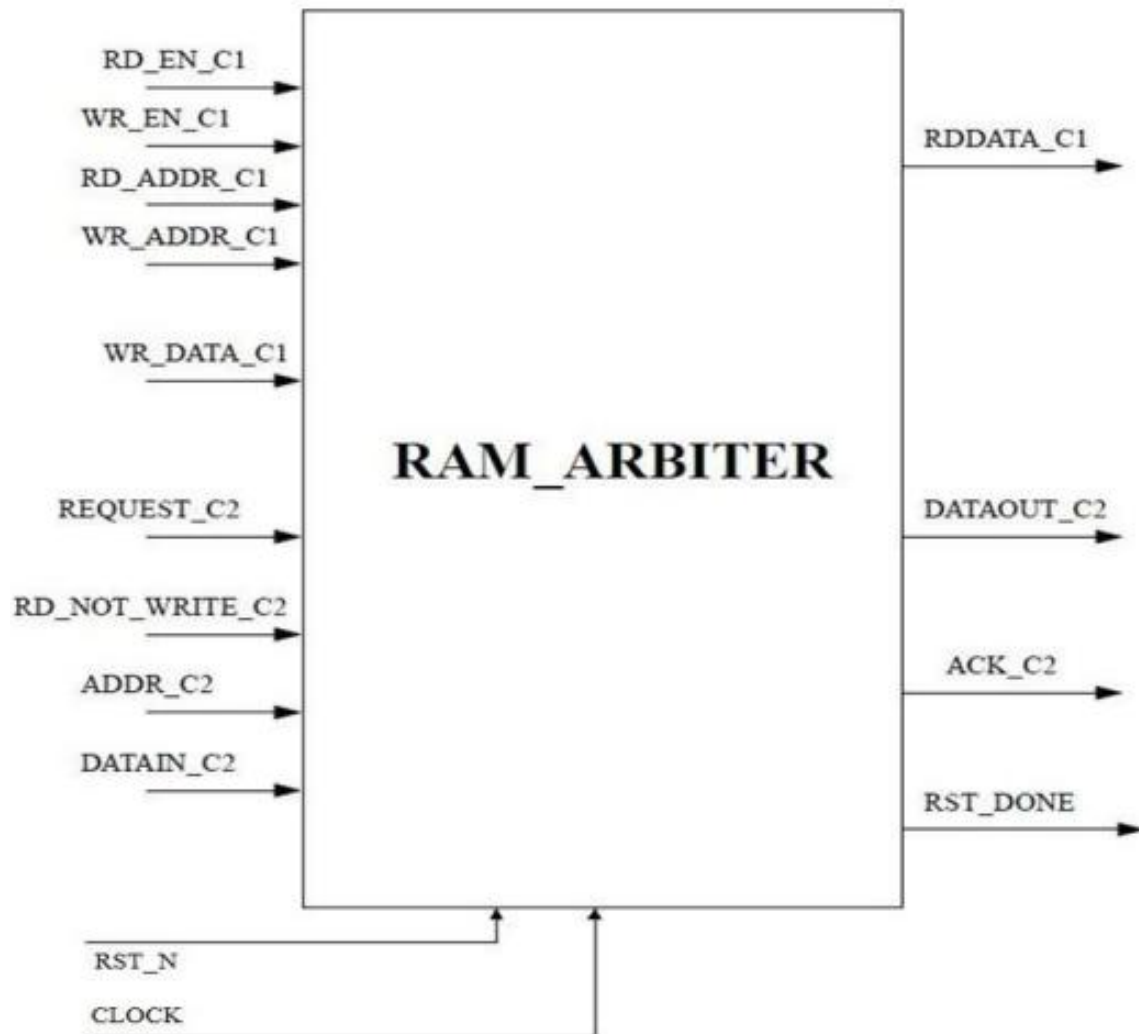 RD_EN_C1
WR_EN_C1
RD_ADDR_C1
WR_ADDR_C1
WR_DATA_C1
REQUEST_C2
RD_NOT_WRITE_C2
ADDR_C2
DATAIN_C2
RAM_ARBITER
RDDATA_C1
DATAOUT_C2
ACK_C2
RST_DONE
RST_N
CLOCK